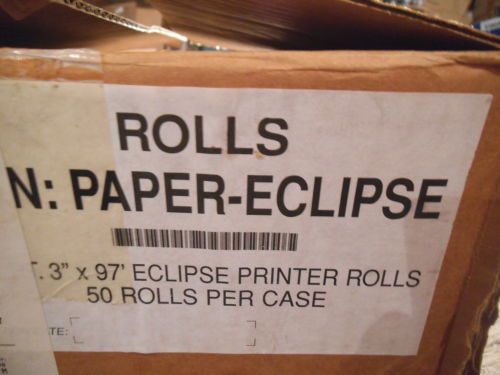 ROLLS
N: PAPER-ECLIPSE
T. 3" x 97' ECLIPSE PRINTER ROLLS
50 ROLLS PER CASE
TE: